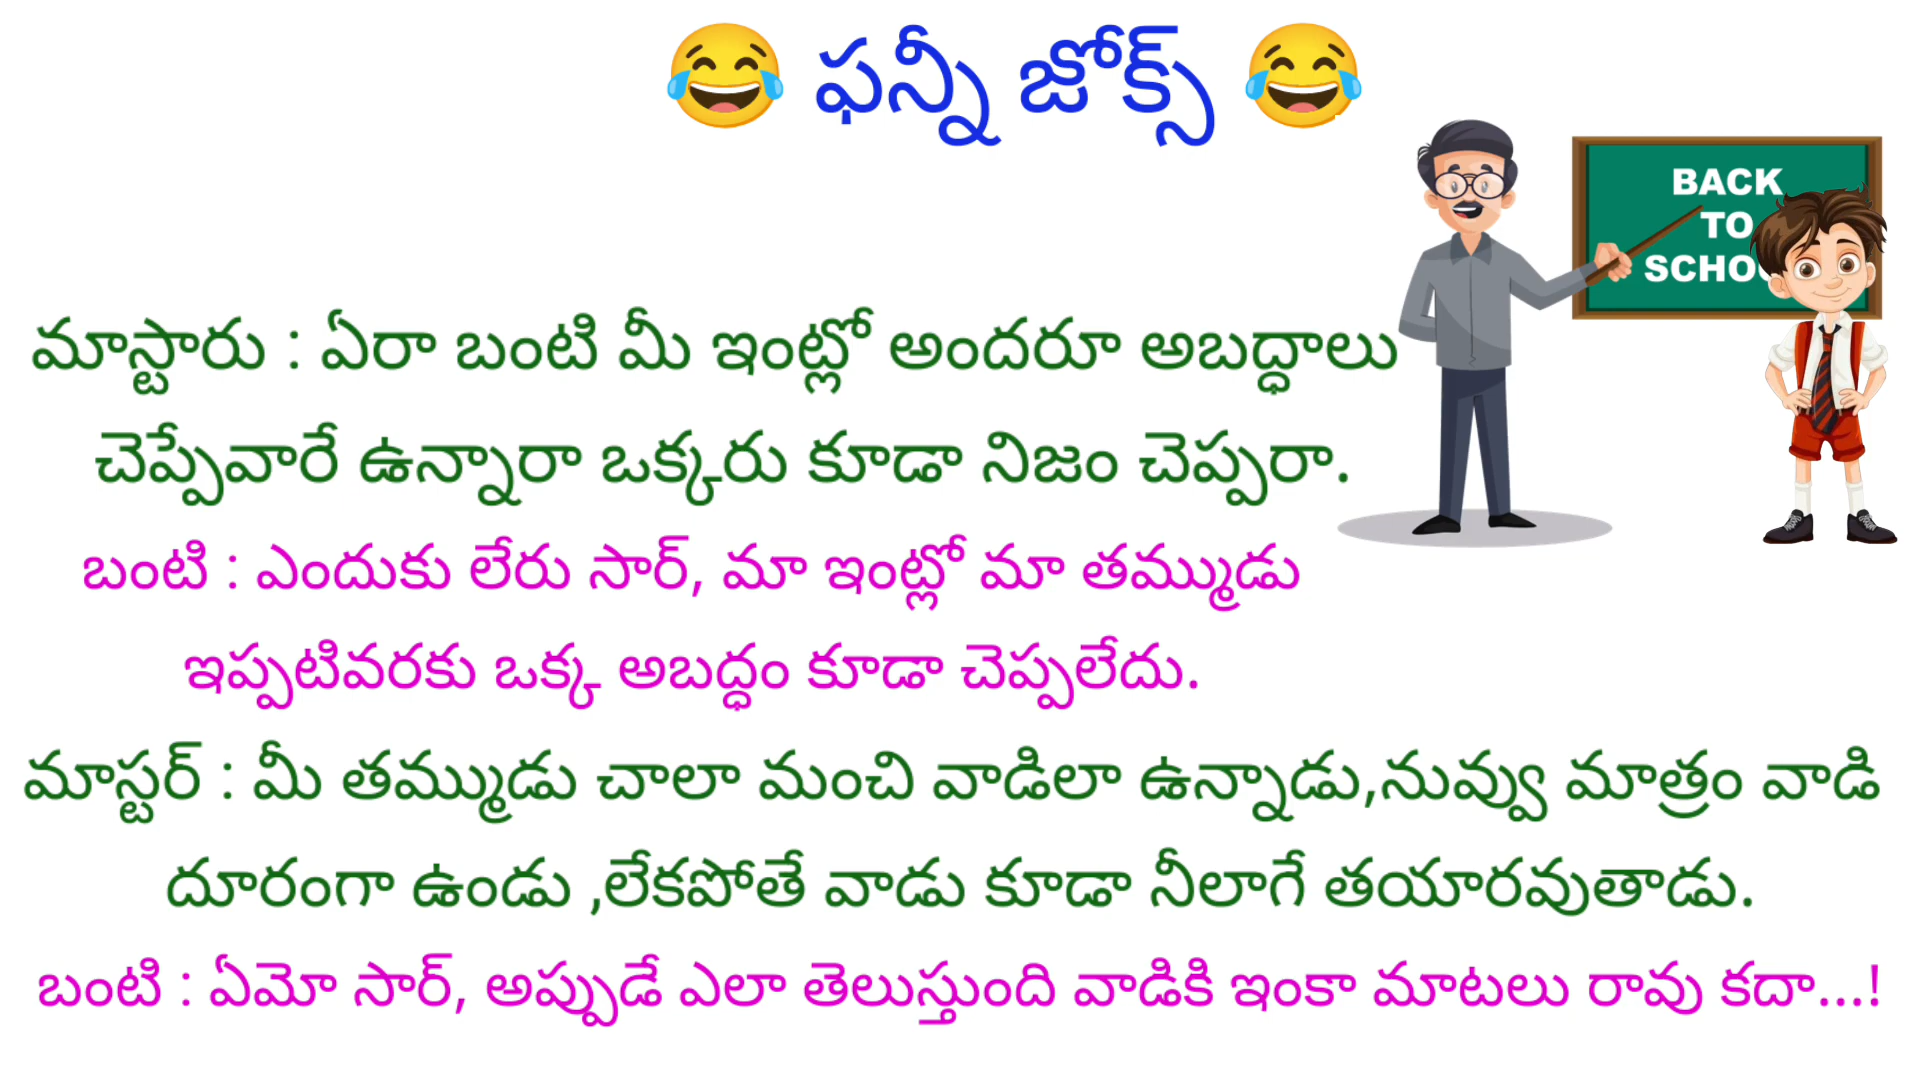 😂 ఫన్నీ జోక్స్ 😂
BACK
TO
SCHOO
మాస్టారు : ఏరా బంటి మీ ఇంట్లో అందరూ అబద్ధాలు
చెప్పేవారే ఉన్నారా ఒక్కరు కూడా నిజం చెప్పరా.
బంటి : ఎందుకు లేరు సార్, మా ఇంట్లో మా తమ్ముడు
ఇప్పటివరకు ఒక్క అబద్ధం కూడా చెప్పలేదు.
మాస్టర్ : మీ తమ్ముడు చాలా మంచి వాడిలా ఉన్నాడు,నువ్వు మాత్రం వాడి
దూరంగా ఉండు ,లేకపోతే వాడు కూడా నీలాగే తయారవుతాడు.
బంటి : ఏమో సార్, అప్పుడే ఎలా తెలుస్తుంది వాడికి ఇంకా మాటలు రావు కదా...!